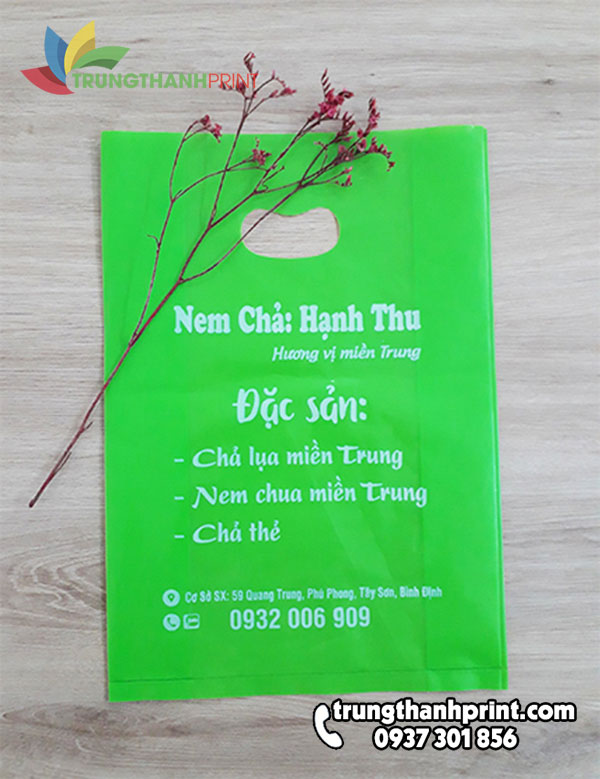 TRUNGTHANHPRINT
Nem Chả: Hạnh Thu
Hương vị miền Trung
Đặc sản:
- Chả lụa miền Trung
- Nem chua miền Trung
- Chả thẻ
Cơ Sở SX: 59 Quang Trung, Phú Phong, Tây Sơn, Bình Định
0932 006 909
trungthanhprint.com
0937 301 856